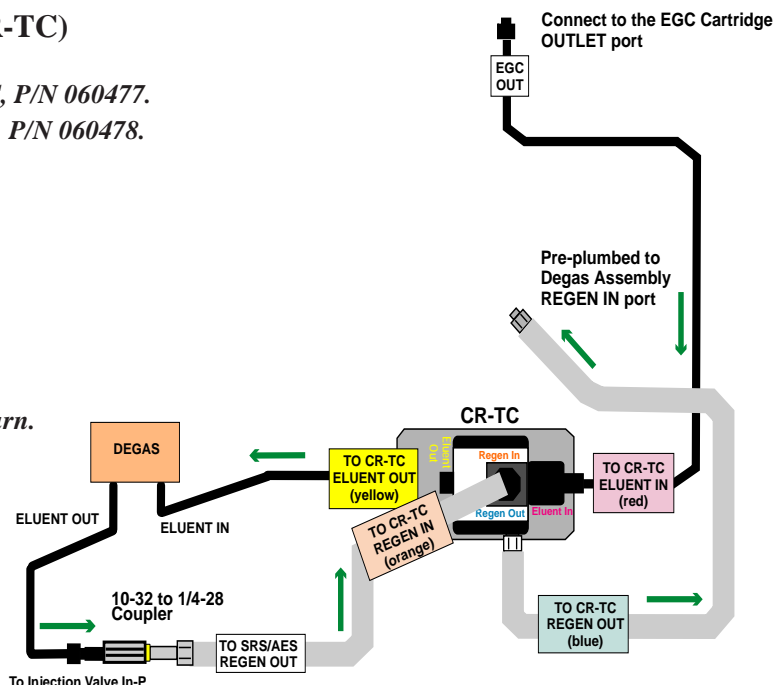 R-TC)
, P/N 060477.
P/N 060478.
urn.
Connect to the EGC Cartridge
OUTLET port
EGC
OUT
Pre-plumbed to
Degas Assembly
REGEN IN port
CR-TC
DEGAS
TO CR-TC
ELUENT OUT
(yellow)
Eluent
Out
Regen In
Regen Out
Eluent In
TO CR-TC
ELUENT IN
(red)
ELUENT OUT
ELUENT IN
TO CR-TC
REGEN IN
(orange)
10-32 to 1/4-28
Coupler
TO SRS/AES
REGEN OUT
TO CR-TC
REGEN OUT
(blue)
To Injection Valve In-P